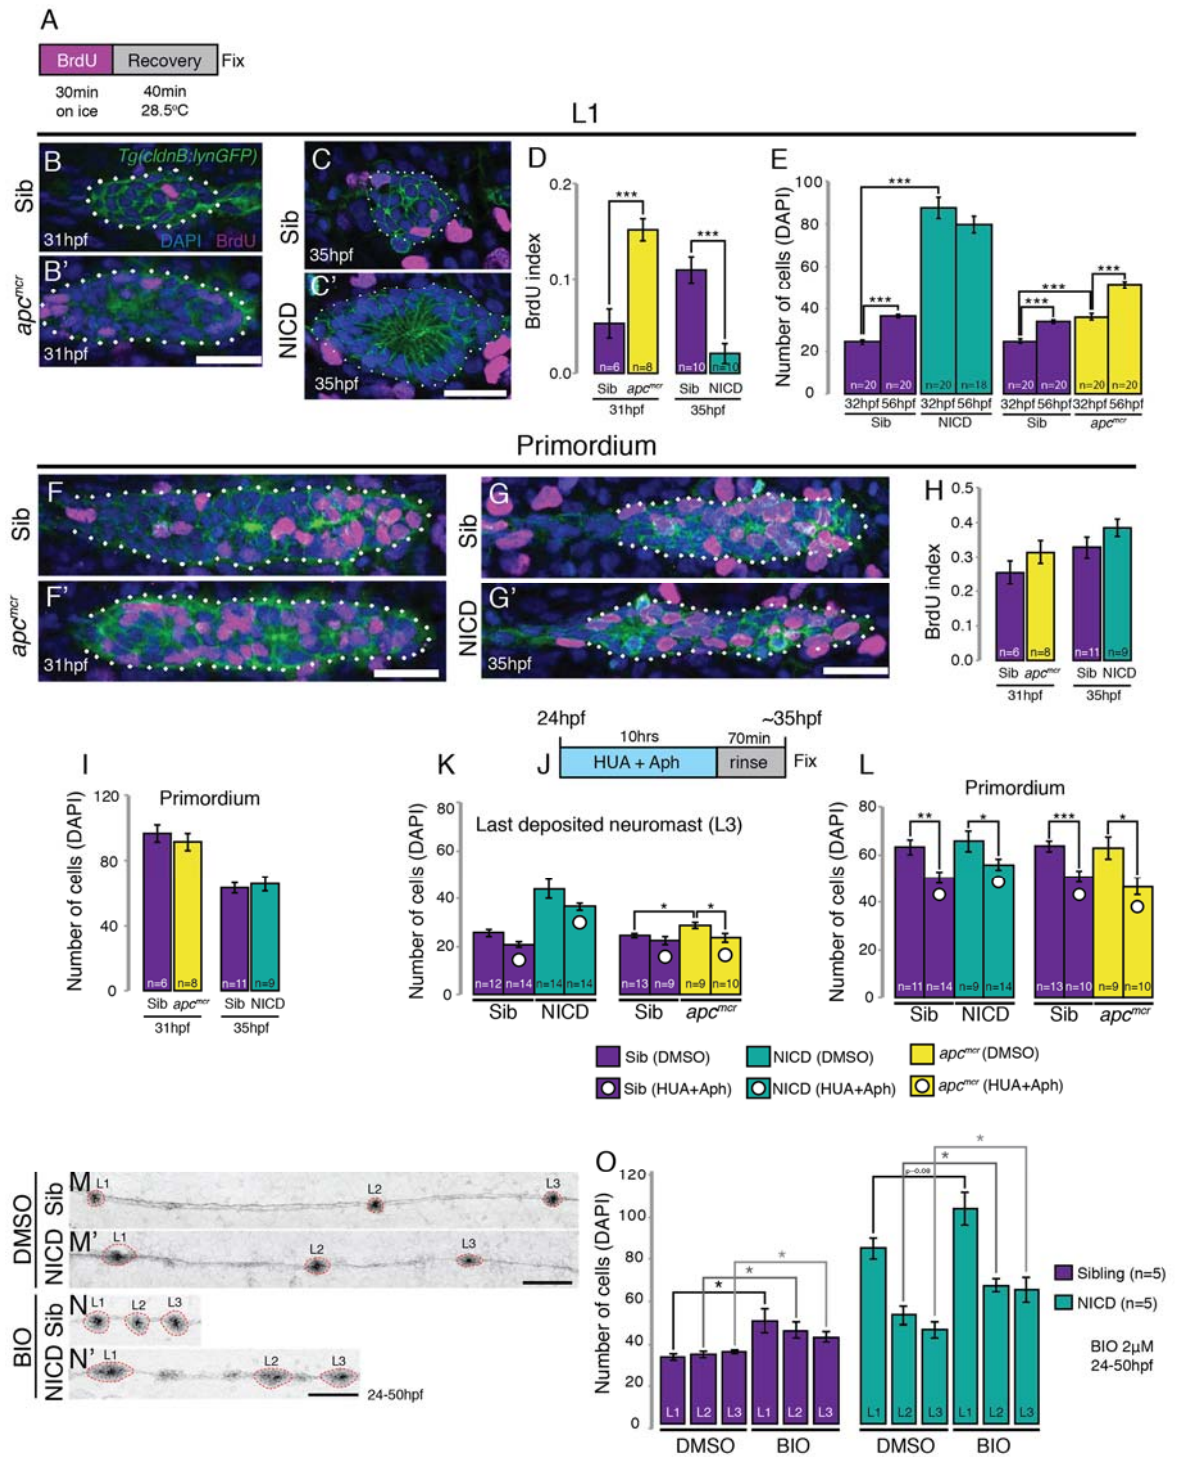 A
BrdU Recovery Fix
30min 40min
on ice 28.5°C
L1
B Tg(cldnB:lynGFP)
Sib
31hpf DAPI BrdU
B'
apcmcr
31hpf
C
Sib
35hpf
C'
NICD
35hpf
D
BrdU index
0.2
0.1
0.0
*** ***
n=6 n=8 n=10 n=10
Sib apcmcr Sib NICD
31hpf 35hpf
E
Number of cells (DAPI)
100
80
60
40
20
0
*** *** *** *** ***
n=20 n=20 n=20 n=18 n=20 n=20 n=20 n=20
32hpf 56hpf 32hpf 56hpf 32hpf 56hpf 32hpf 56hpf
Sib NICD Sib apcmcr
Primordium
F
Sib
F'
apcmcr
31hpf
G
Sib
G'
NICD
35hpf
H
BrdU index
0.5
0.4
0.3
0.2
0.1
0.0
n=6 n=8 n=11 n=9
Sib apcmcr Sib NICD
31hpf 35hpf
I
Primordium
Number of cells (DAPI)
120
80
40
0
n=6 n=8 n=11 n=9
Sib apcmcr Sib NICD
31hpf 35hpf
J
24hpf ~35hpf
10hrs 70min
HUA + Aph rinse Fix
K
Last deposited neuromast (L3)
Number of cells (DAPI)
80
60
40
20
0
* *
n=12 n=14 n=14 n=14 n=13 n=9 n=9 n=10
Sib NICD Sib apcmcr
L
Primordium
Number of cells (DAPI)
80
60
40
20
0
** * *** *
n=11 n=14 n=9 n=14 n=13 n=10 n=9 n=10
Sib NICD Sib apcmcr
Sib (DMSO) NICD (DMSO) apcmcr (DMSO)
Sib (HUA+Aph) NICD (HUA+Aph) apcmcr (HUA+Aph)
DMSO
M
Sib
L1 L2 L3
M'
NICD
L1 L2 L3
BIO
N
Sib
L1 L2 L3
N'
NICD
L1 L2 L3
24-50hpf
O
Number of cells (DAPI)
120
100
80
60
40
20
0
* * * p=0.08 * *
L1 L2 L3 L1 L2 L3 L1 L2 L3 L1 L2 L3
DMSO BIO DMSO BIO
Sibling (n=5)
NICD (n=5)
BIO 2µM
24-50hpf